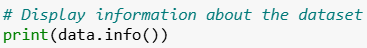 # Display information about the dataset
print(data.info())